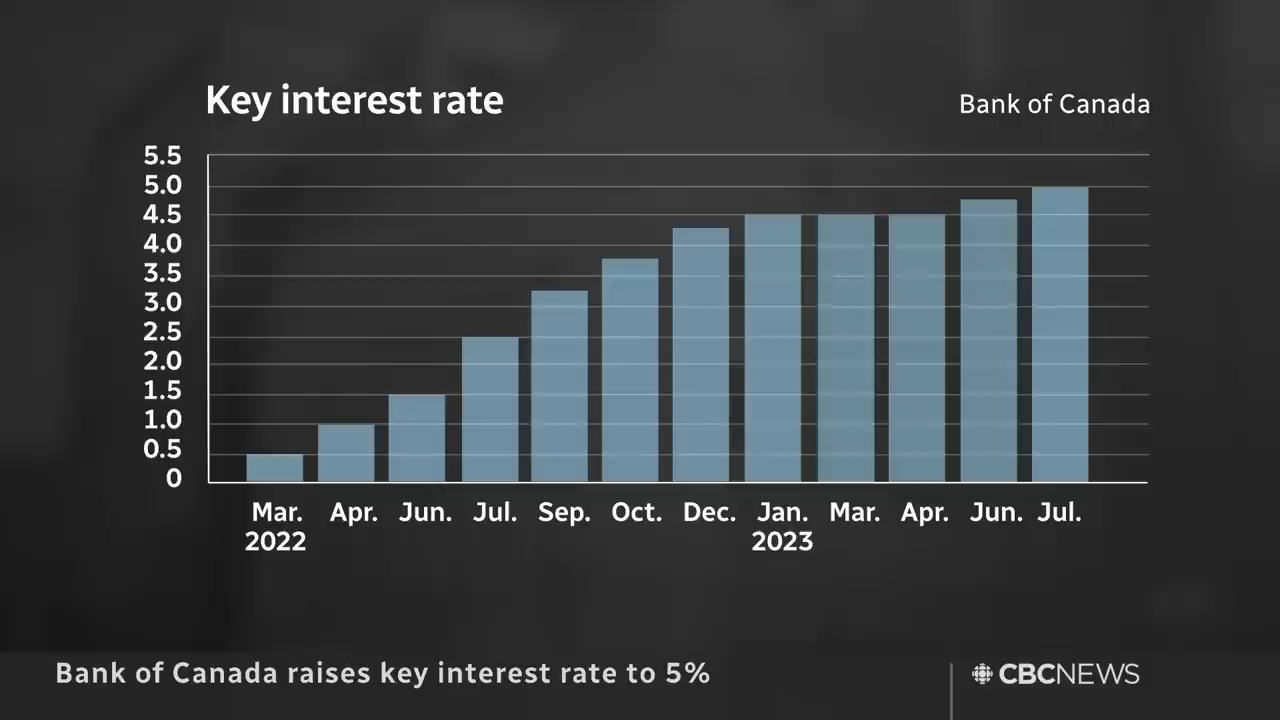 Key interest rate
Bank of Canada
5.5
5.0
4.5
4.0
3.5
3.0
2.5
2.0
1.5
1.0
0.5
0
Mar. Apr. Jun. Jul. Sep. Oct. Dec. Jan. Mar. Apr. Jun. Jul.
2022 2023
Bank of Canada raises key interest rate to 5%
CBCNEWS